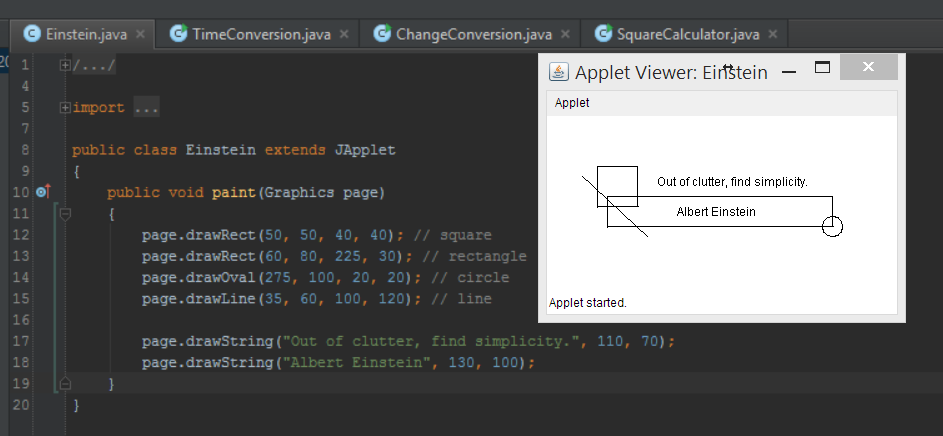 Einstein.java × TimeConversion.java × ChangeConversion.java × SquareCalculator.java ×
1 /.../
4
5 import ...
7
8 public class Einstein extends JApplet
9 {
10 public void paint(Graphics page)
11 {
12 page.drawRect(50, 50, 40, 40); // square
13 page.drawRect(60, 80, 225, 30); // rectangle
14 page.drawOval(275, 100, 20, 20); // circle
15 page.drawLine(35, 60, 100, 120); // line
16
17 page.drawString("Out of clutter, find simplicity.", 110, 70);
18 page.drawString("Albert Einstein", 130, 100);
19 }
20 }
Applet Viewer: Einstein
Applet
Out of clutter, find simplicity.
Albert Einstein
Applet started.